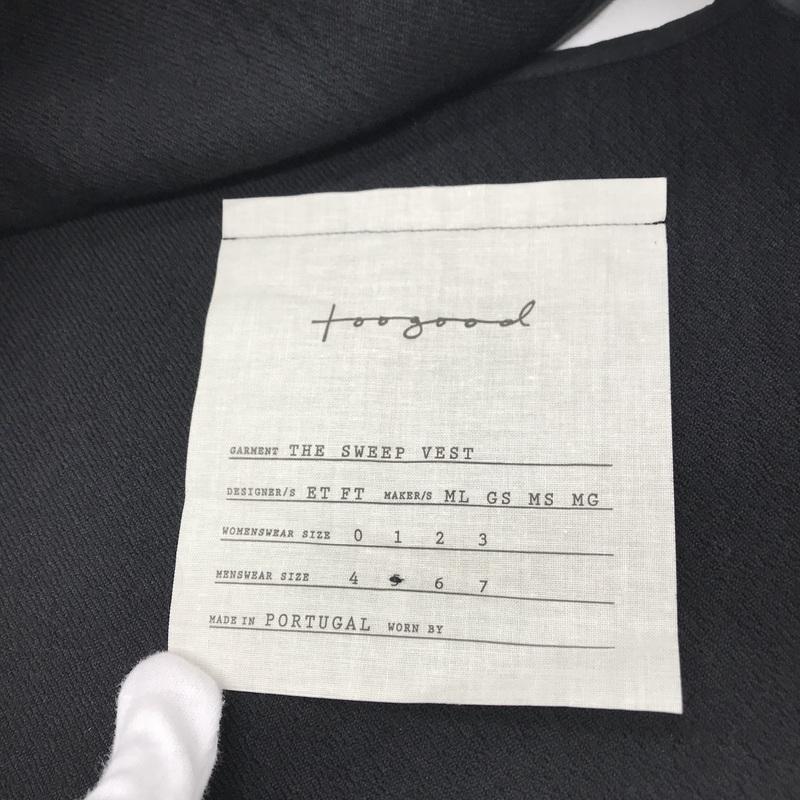 toogood
GARMENT THE SWEEP VEST
DESIGNER/S ET FT MAKER/S ML GS MS MG
WOMENSWEAR SIZE 0 1 2 3
MENSWEAR SIZE 4 5 6 7
MADE IN PORTUGAL WORN BY